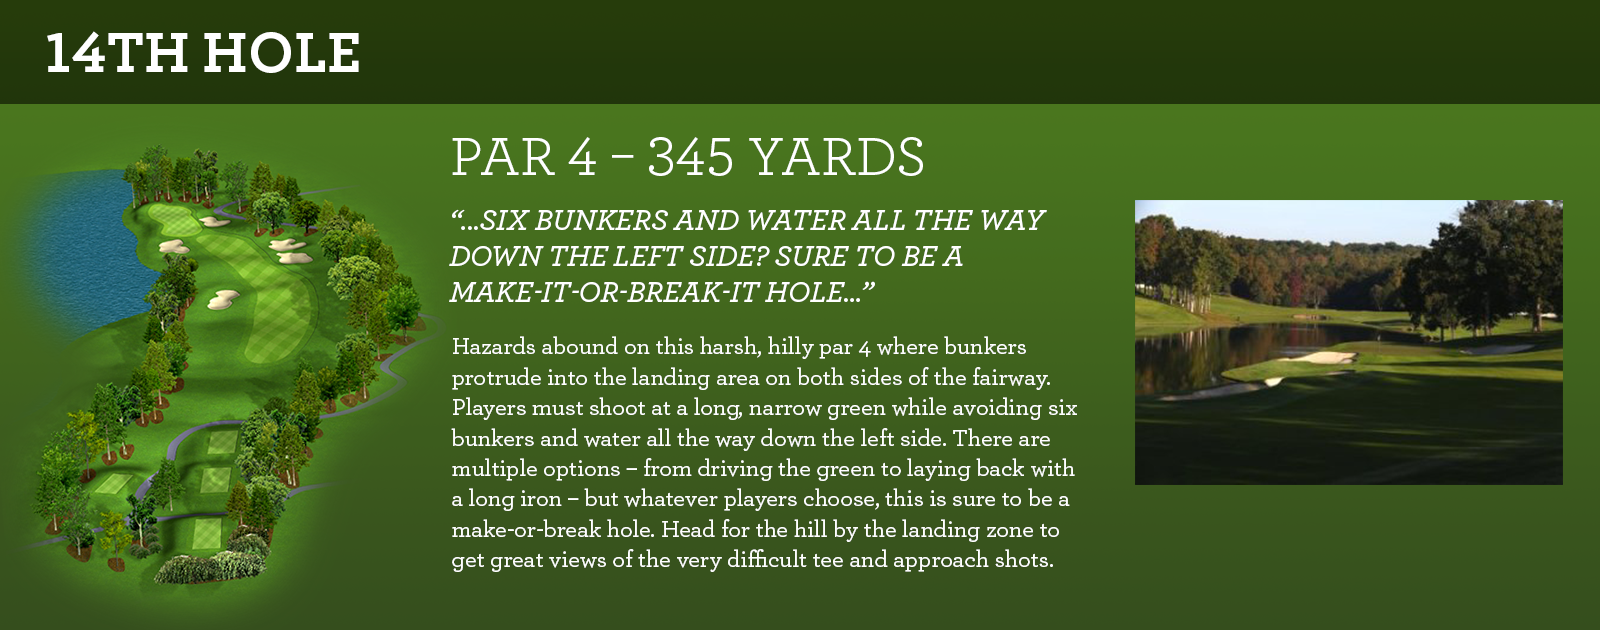 14TH HOLE
PAR 4 – 345 YARDS
“...SIX BUNKERS AND WATER ALL THE WAY
DOWN THE LEFT SIDE? SURE TO BE A
MAKE-IT-OR-BREAK-IT HOLE...”
Hazards abound on this harsh, hilly par 4 where bunkers
protrude into the landing area on both sides of the fairway.
Players must shoot at a long, narrow green while avoiding six
bunkers and water all the way down the left side. There are
multiple options – from driving the green to laying back with
a long iron – but whatever players choose, this is sure to be a
make-or-break hole. Head for the hill by the landing zone to
get great views of the very difficult tee and approach shots.